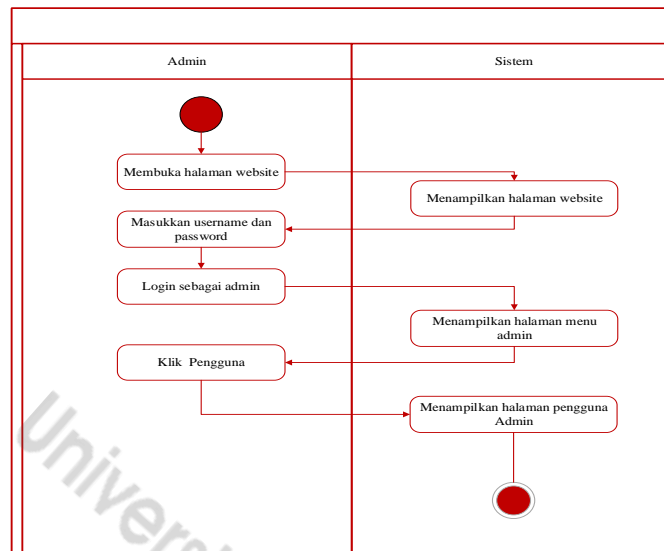 Admin
Sistem
Membuka halaman website
Menampilkan halaman website
Masukkan username dan
password
Login sebagai admin
Menampilkan halaman menu
admin
Klik Pengguna
Menampilkan halaman pengguna
Admin